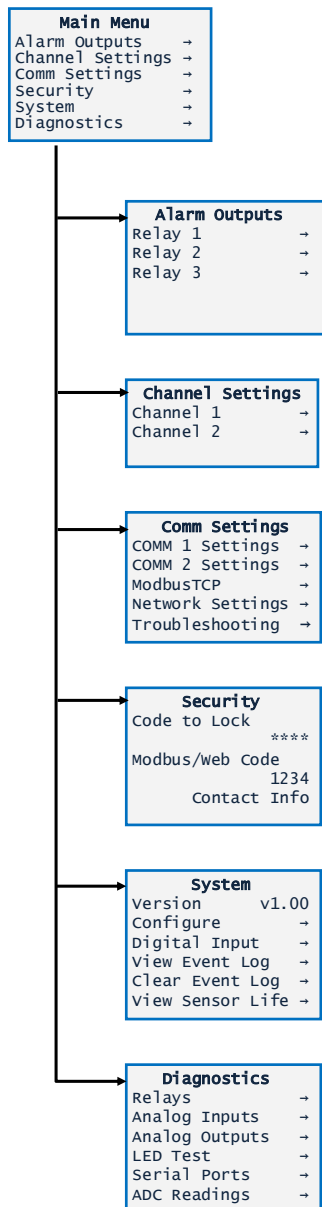 Main Menu
Alarm Outputs →
Channel Settings →
Comm Settings →
Security →
System →
Diagnostics →
Alarm Outputs
Relay 1 →
Relay 2 →
Relay 3 →
Channel Settings
Channel 1 →
Channel 2 →
Comm Settings
COMM 1 Settings →
COMM 2 Settings →
ModbusTCP →
Network Settings →
Troubleshooting →
Security
Code to Lock
****
Modbus/Web Code
1234
Contact Info
System
Version v1.00
Configure →
Digital Input →
View Event Log →
Clear Event Log →
View Sensor Life →
Diagnostics
Relays →
Analog Inputs →
Analog Outputs →
LED Test →
Serial Ports →
ADC Readings →